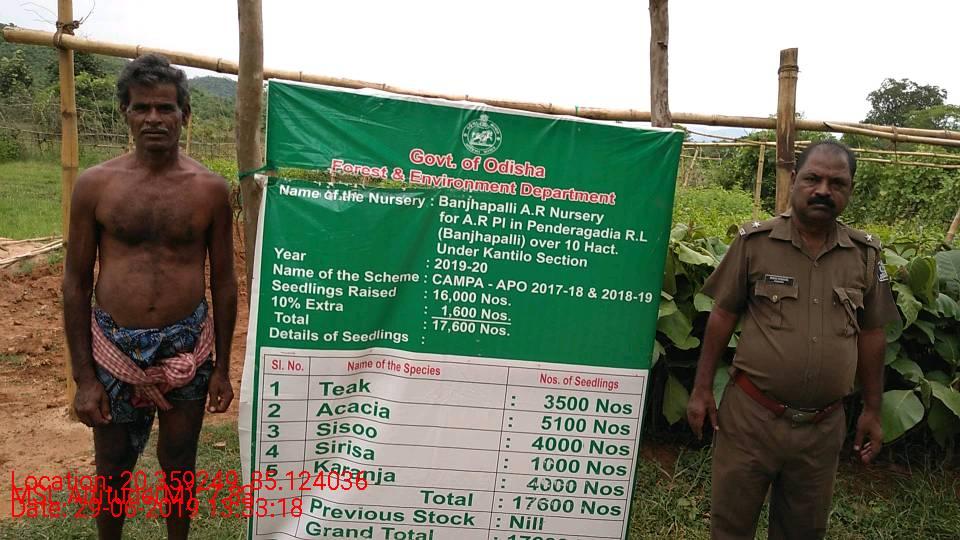 Govt. of Odisha
Forest & Environment Department
Name of the Nursery : Banjhapalli A.R Nursery
for A.R Pl in Penderagadia R.L
(Banjhapalli) over 10 Hact.
Under Kantilo Section
Year : 2019-20
Name of the Scheme : CAMPA - APO 2017-18 & 2018-19
Seedlings Raised : 16,000 Nos.
10% Extra : 1,600 Nos.
Total : 17,600 Nos.
Details of Seedlings :
Sl. No. Name of the Species Nos. of Seedlings
1 Teak : 3500 Nos
2 Acacia : 5100 Nos
3 Sisoo : 4000 Nos
4 Sirisa : 1000 Nos
5 Karanja : 4000 Nos
Total : 17600 Nos
Previous Stock : Nill
Grand Total : 17600 Nos
Location: 20.359249, 85.124036
Date: 29-06-2019 13:33:18